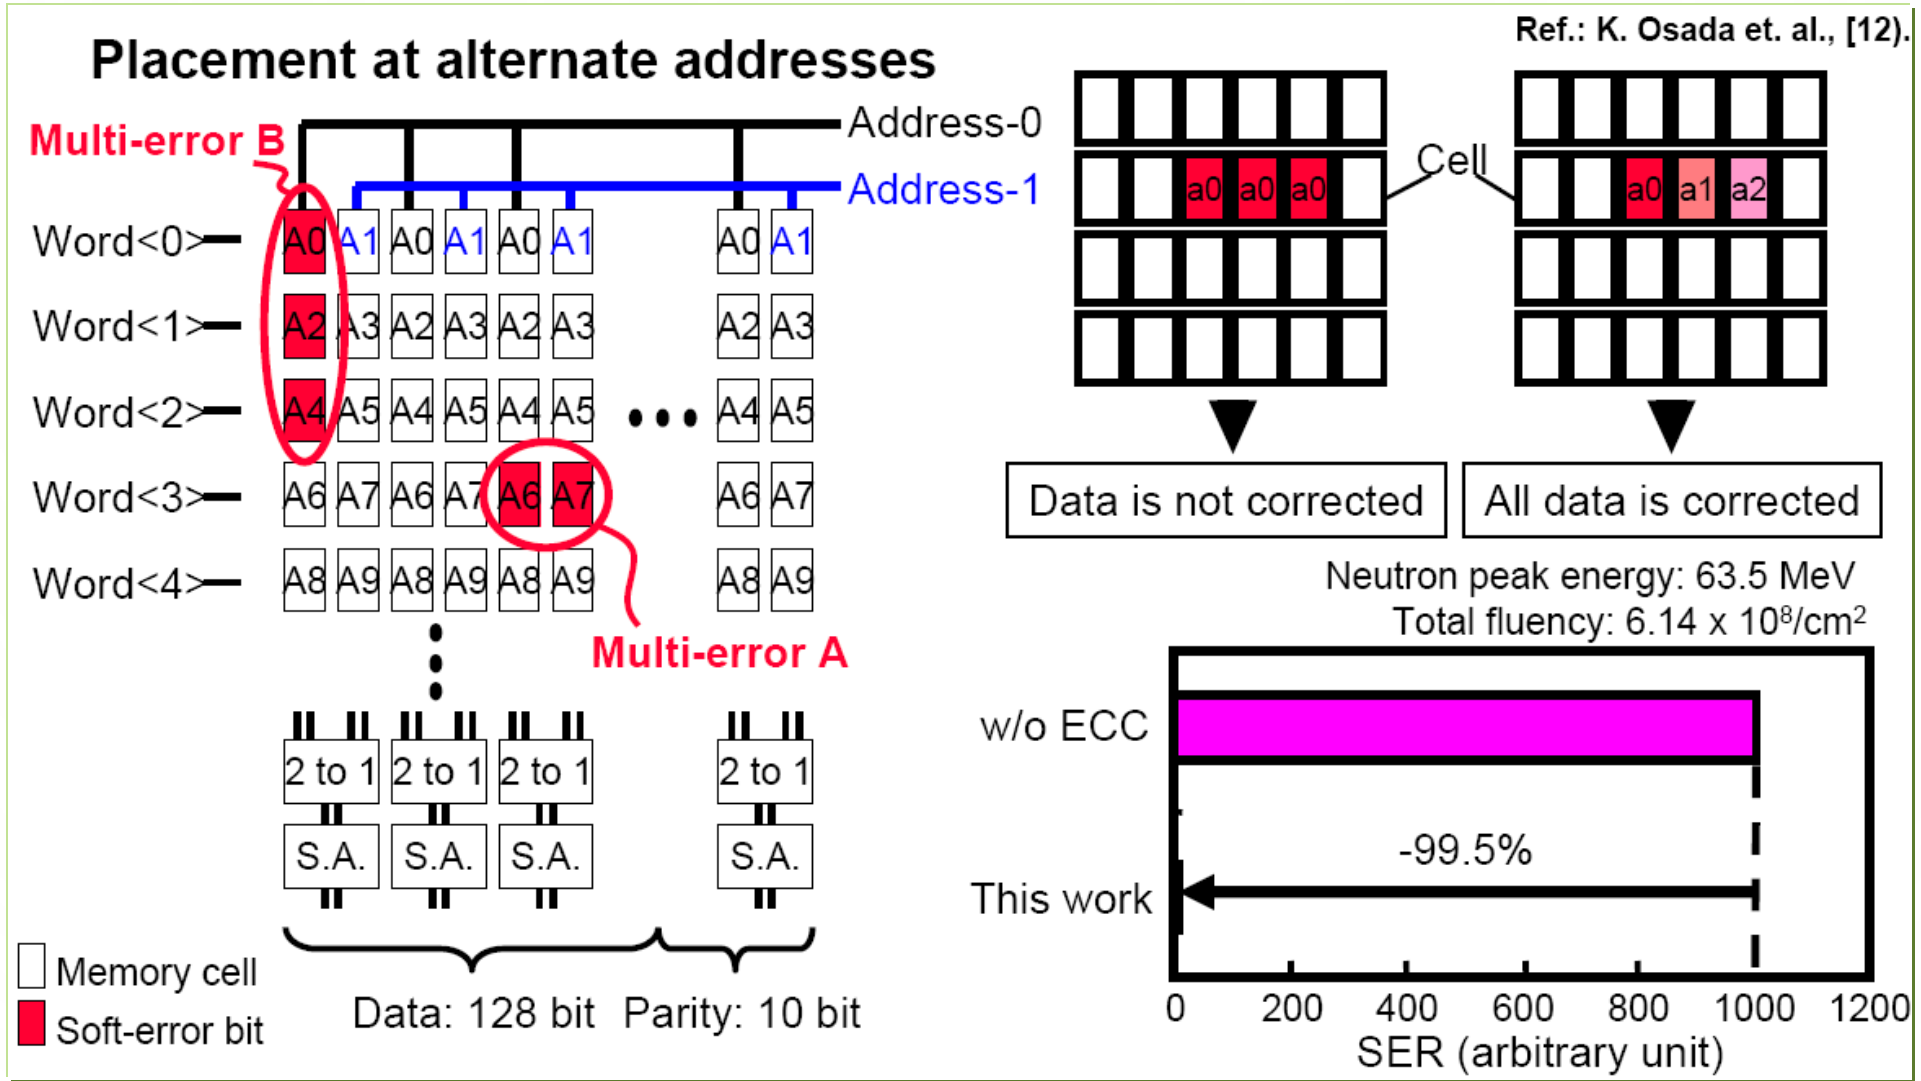 Ref.: K. Osada et. al., [12).
Placement at alternate addresses
Multi-error B
Address-0
Address-1
Word<0> A0 A1 A0 A1 A0 A1 A0 A1
Word<1> A2 A3 A2 A3 A2 A3 A2 A3
Word<2> A4 A5 A4 A5 A4 A5 A4 A5
Word<3> A6 A7 A6 A7 A6 A7 A6 A7
Word<4> A8 A9 A8 A9 A8 A9 A8 A9
Multi-error A
2 to 1 2 to 1 2 to 1 2 to 1
S.A. S.A. S.A. S.A.
Data: 128 bit Parity: 10 bit
Memory cell
Soft-error bit
Cell
a0 a0 a0
a0 a1 a2
Data is not corrected
All data is corrected
Neutron peak energy: 63.5 MeV
Total fluency: 6.14 x 10⁸/cm²
w/o ECC
-99.5%
This work
0 200 400 600 800 1000 1200
SER (arbitrary unit)